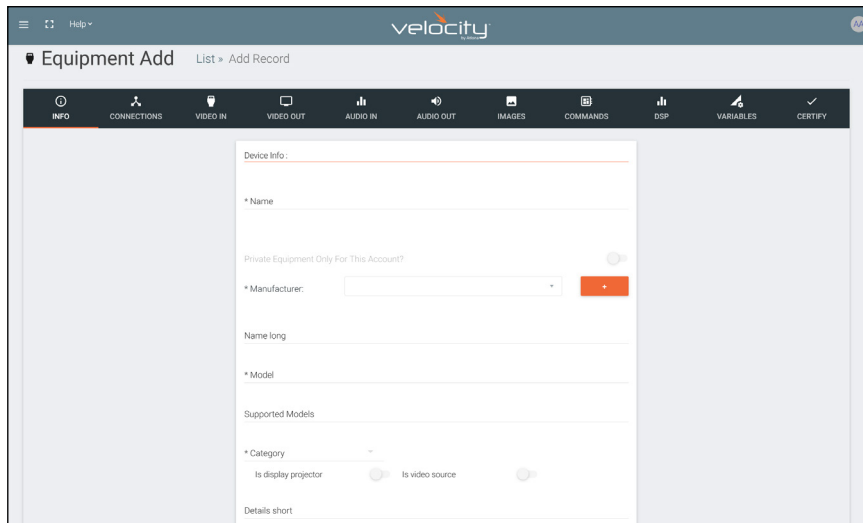 Help
velocity
by Atlona
AA
Equipment Add List » Add Record
INFO CONNECTIONS VIDEO IN VIDEO OUT AUDIO IN AUDIO OUT IMAGES COMMANDS DSP VARIABLES CERTIFY
Device Info :
* Name
Private Equipment Only For This Account?
* Manufacturer: +
Name long
* Model
Supported Models
* Category
Is display projector Is video source
Details short